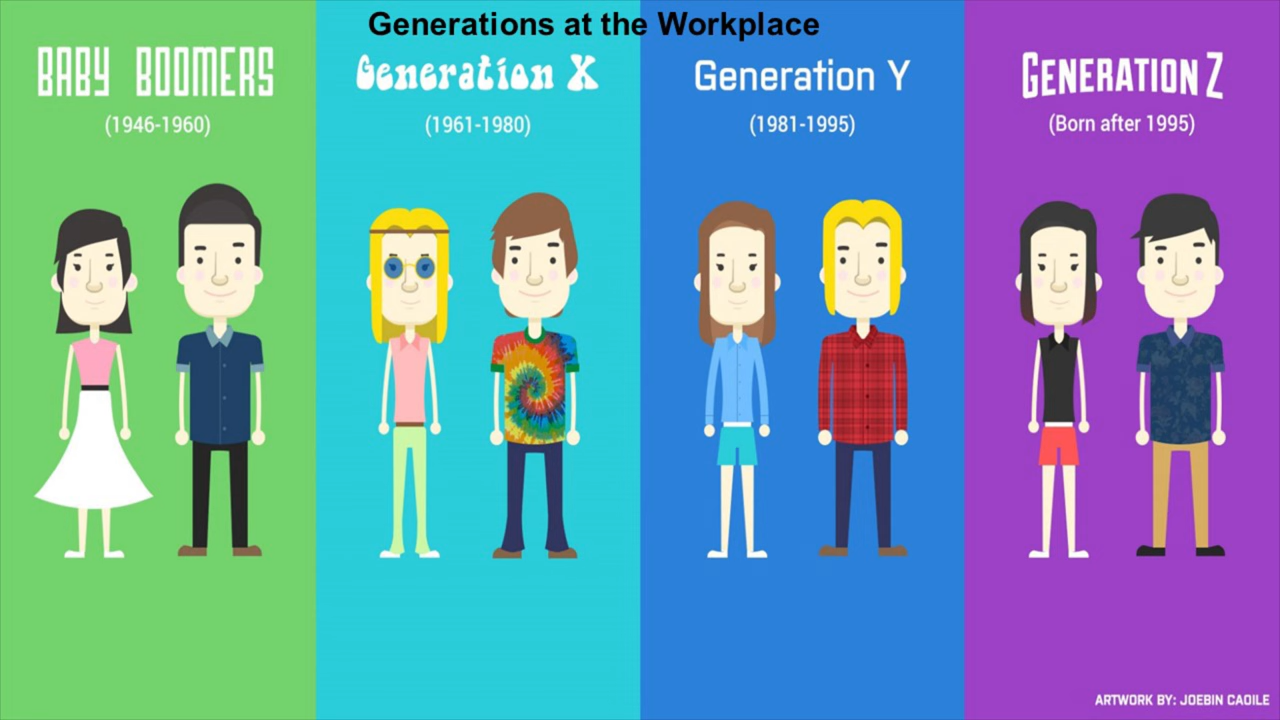 Generations at the Workplace
BABY BOOMERS
(1946-1960)
Generation X
(1961-1980)
Generation Y
(1981-1995)
GENERATION Z
(Born after 1995)
ARTWORK BY: JOEBIN CAOILE